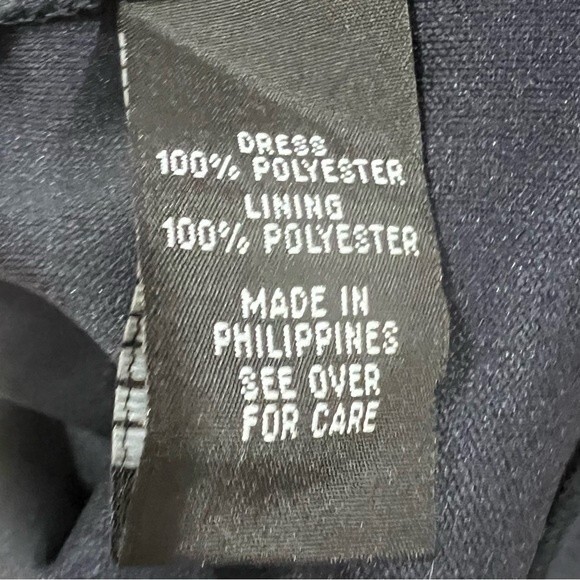 DRESS
100% POLYESTER
LINING
100% POLYESTER
MADE IN
PHILIPPINES
SEE OVER
FOR CARE